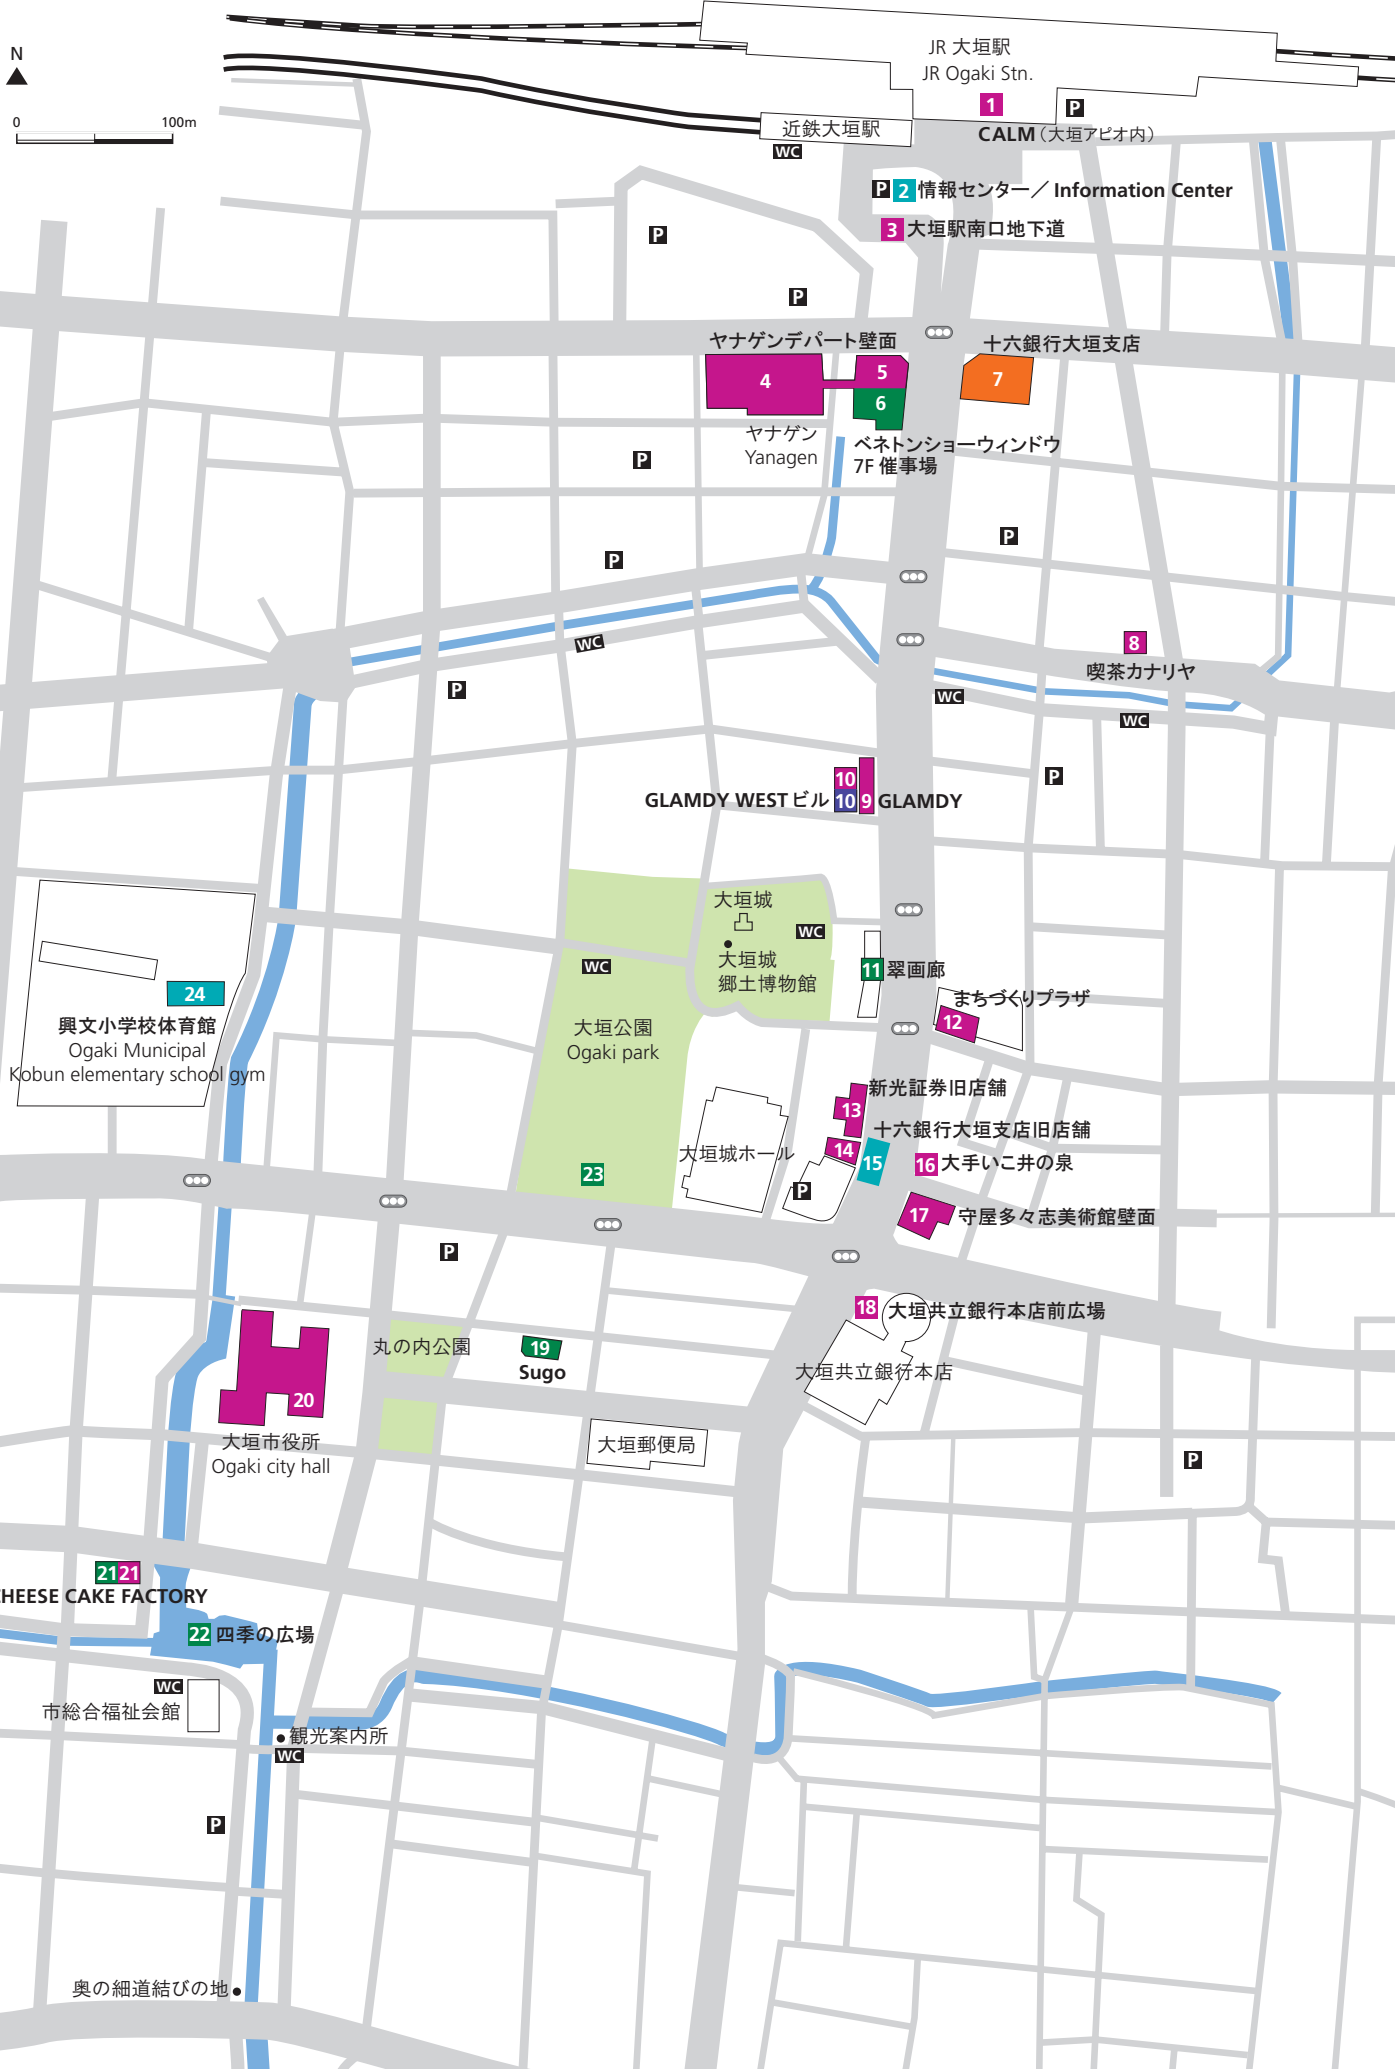 N
0 100m
JR 大垣駅
JR Ogaki Stn.
1
P
CALM（大垣アピオ内）
近鉄大垣駅
WC
P 2 情報センター／Information Center
3 大垣駅南口地下道
P
P
ヤナゲンデパート壁面
十六銀行大垣支店
4
5
6
7
ヤナゲン
Yanagen
ベネトンショーウィンドウ
7F 催事場
P
P
P
WC
8
喫茶カナリヤ
P
WC
WC
P
10
GLAMDY WESTビル 10 9 GLAMDY
大垣城
WC
大垣城
郷土博物館
WC
11 翠画廊
24
興文小学校体育館
Ogaki Municipal
Kobun elementary school gym
まちづくりプラザ
12
大垣公園
Ogaki park
新光証券旧店舗
13
十六銀行大垣支店旧店舗
14
15
16 大手いこ井の泉
大垣城ホール
23
P
17 守屋多々志美術館壁面
P
18 大垣共立銀行本店前広場
丸の内公園
19
Sugo
大垣共立銀行本店
20
大垣市役所
Ogaki city hall
大垣郵便局
P
21 21
CHEESE CAKE FACTORY
22 四季の広場
WC
市総合福祉会館
観光案内所
WC
P
奥の細道結びの地